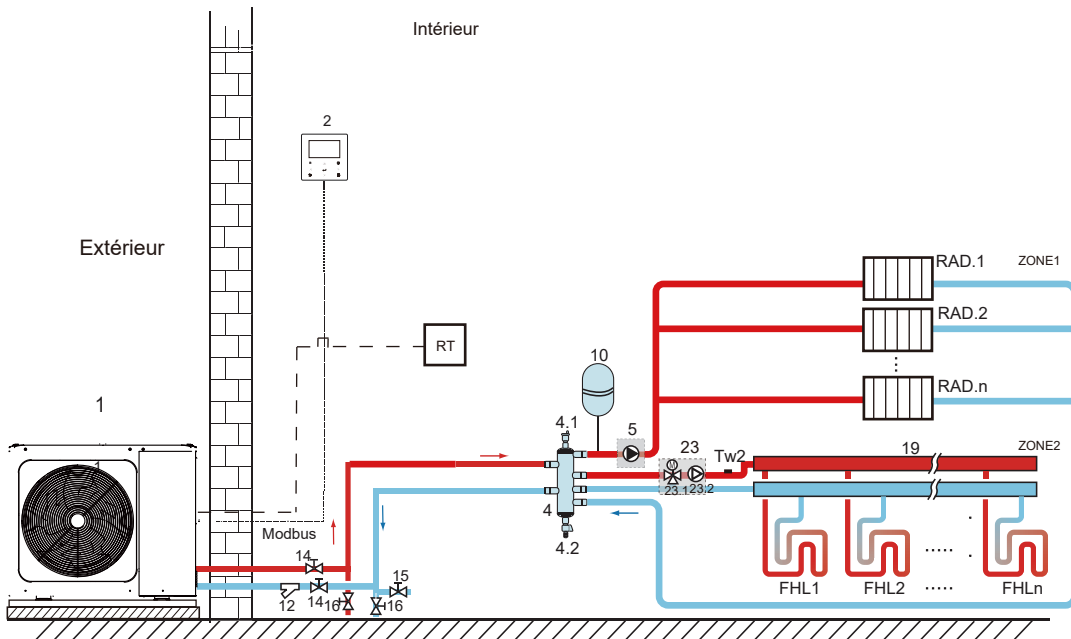 Intérieur
2
Extérieur
RAD.1
ZONE1
RAD.2
RT
10
RAD.n
1
4.1
5
23
Tw2
19
ZONE2
M
1
23.1
23.2
4
4.2
Modbus
14
15
12
14
16
16
FHL1
FHL2
FHLn